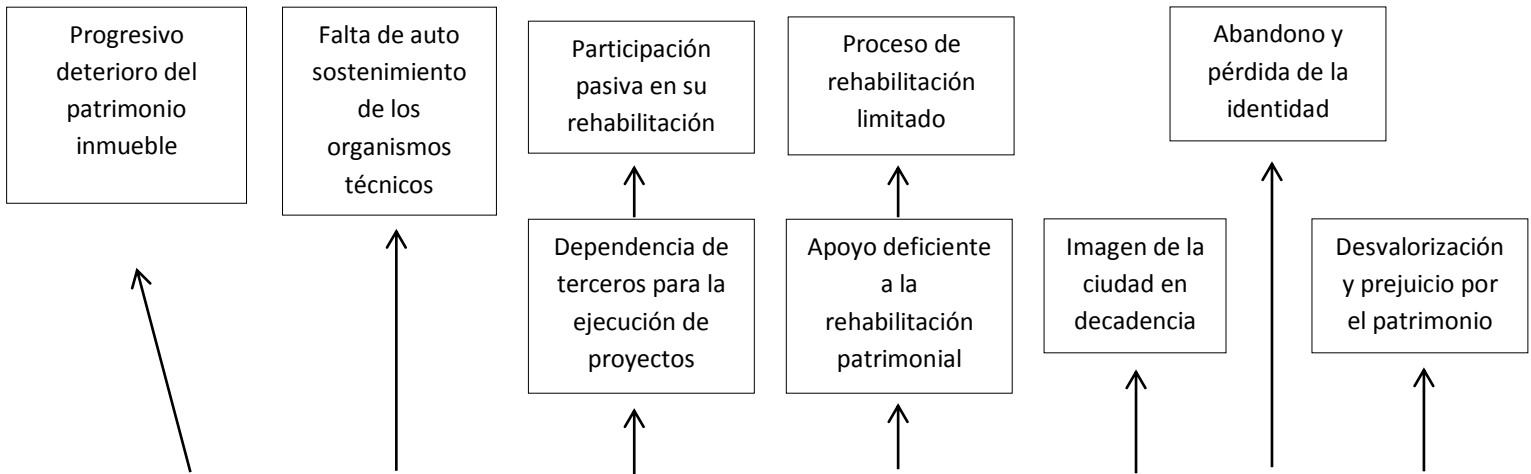 Progresivo
deterioro del
patrimonio
inmueble
Falta de auto
sostenimiento
de los
organismos
técnicos
Participación
pasiva en su
rehabilitación
Proceso de
rehabilitación
limitado
Abandono y
pérdida de la
identidad
Dependencia de
terceros para la
ejecución de
proyectos
Apoyo deficiente
a la
rehabilitación
patrimonial
Imagen de la
ciudad en
decadencia
Desvalorización
y prejuicio por
el patrimonio